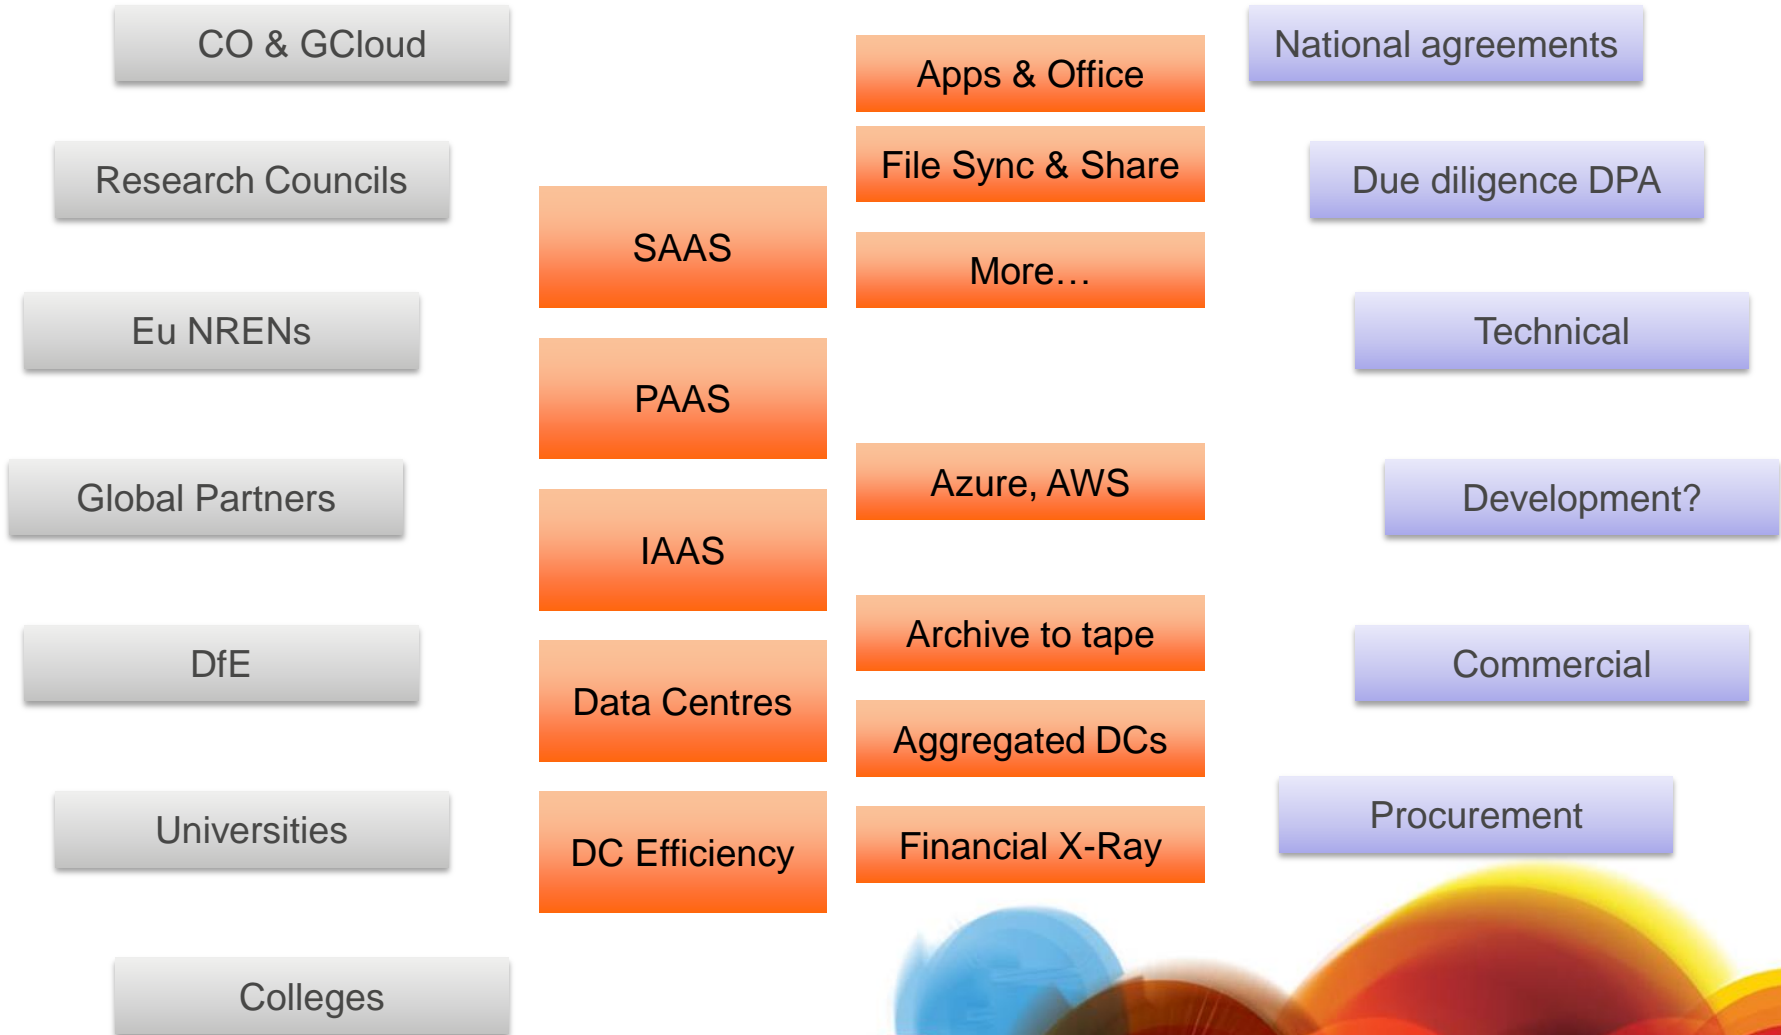 CO & GCloud
Research Councils
Eu NRENs
Global Partners
DfE
Universities
Colleges
SAAS
PAAS
IAAS
Data Centres
DC Efficiency
Apps & Office
File Sync & Share
More…
Azure, AWS
Archive to tape
Aggregated DCs
Financial X-Ray
National agreements
Due diligence DPA
Technical
Development?
Commercial
Procurement